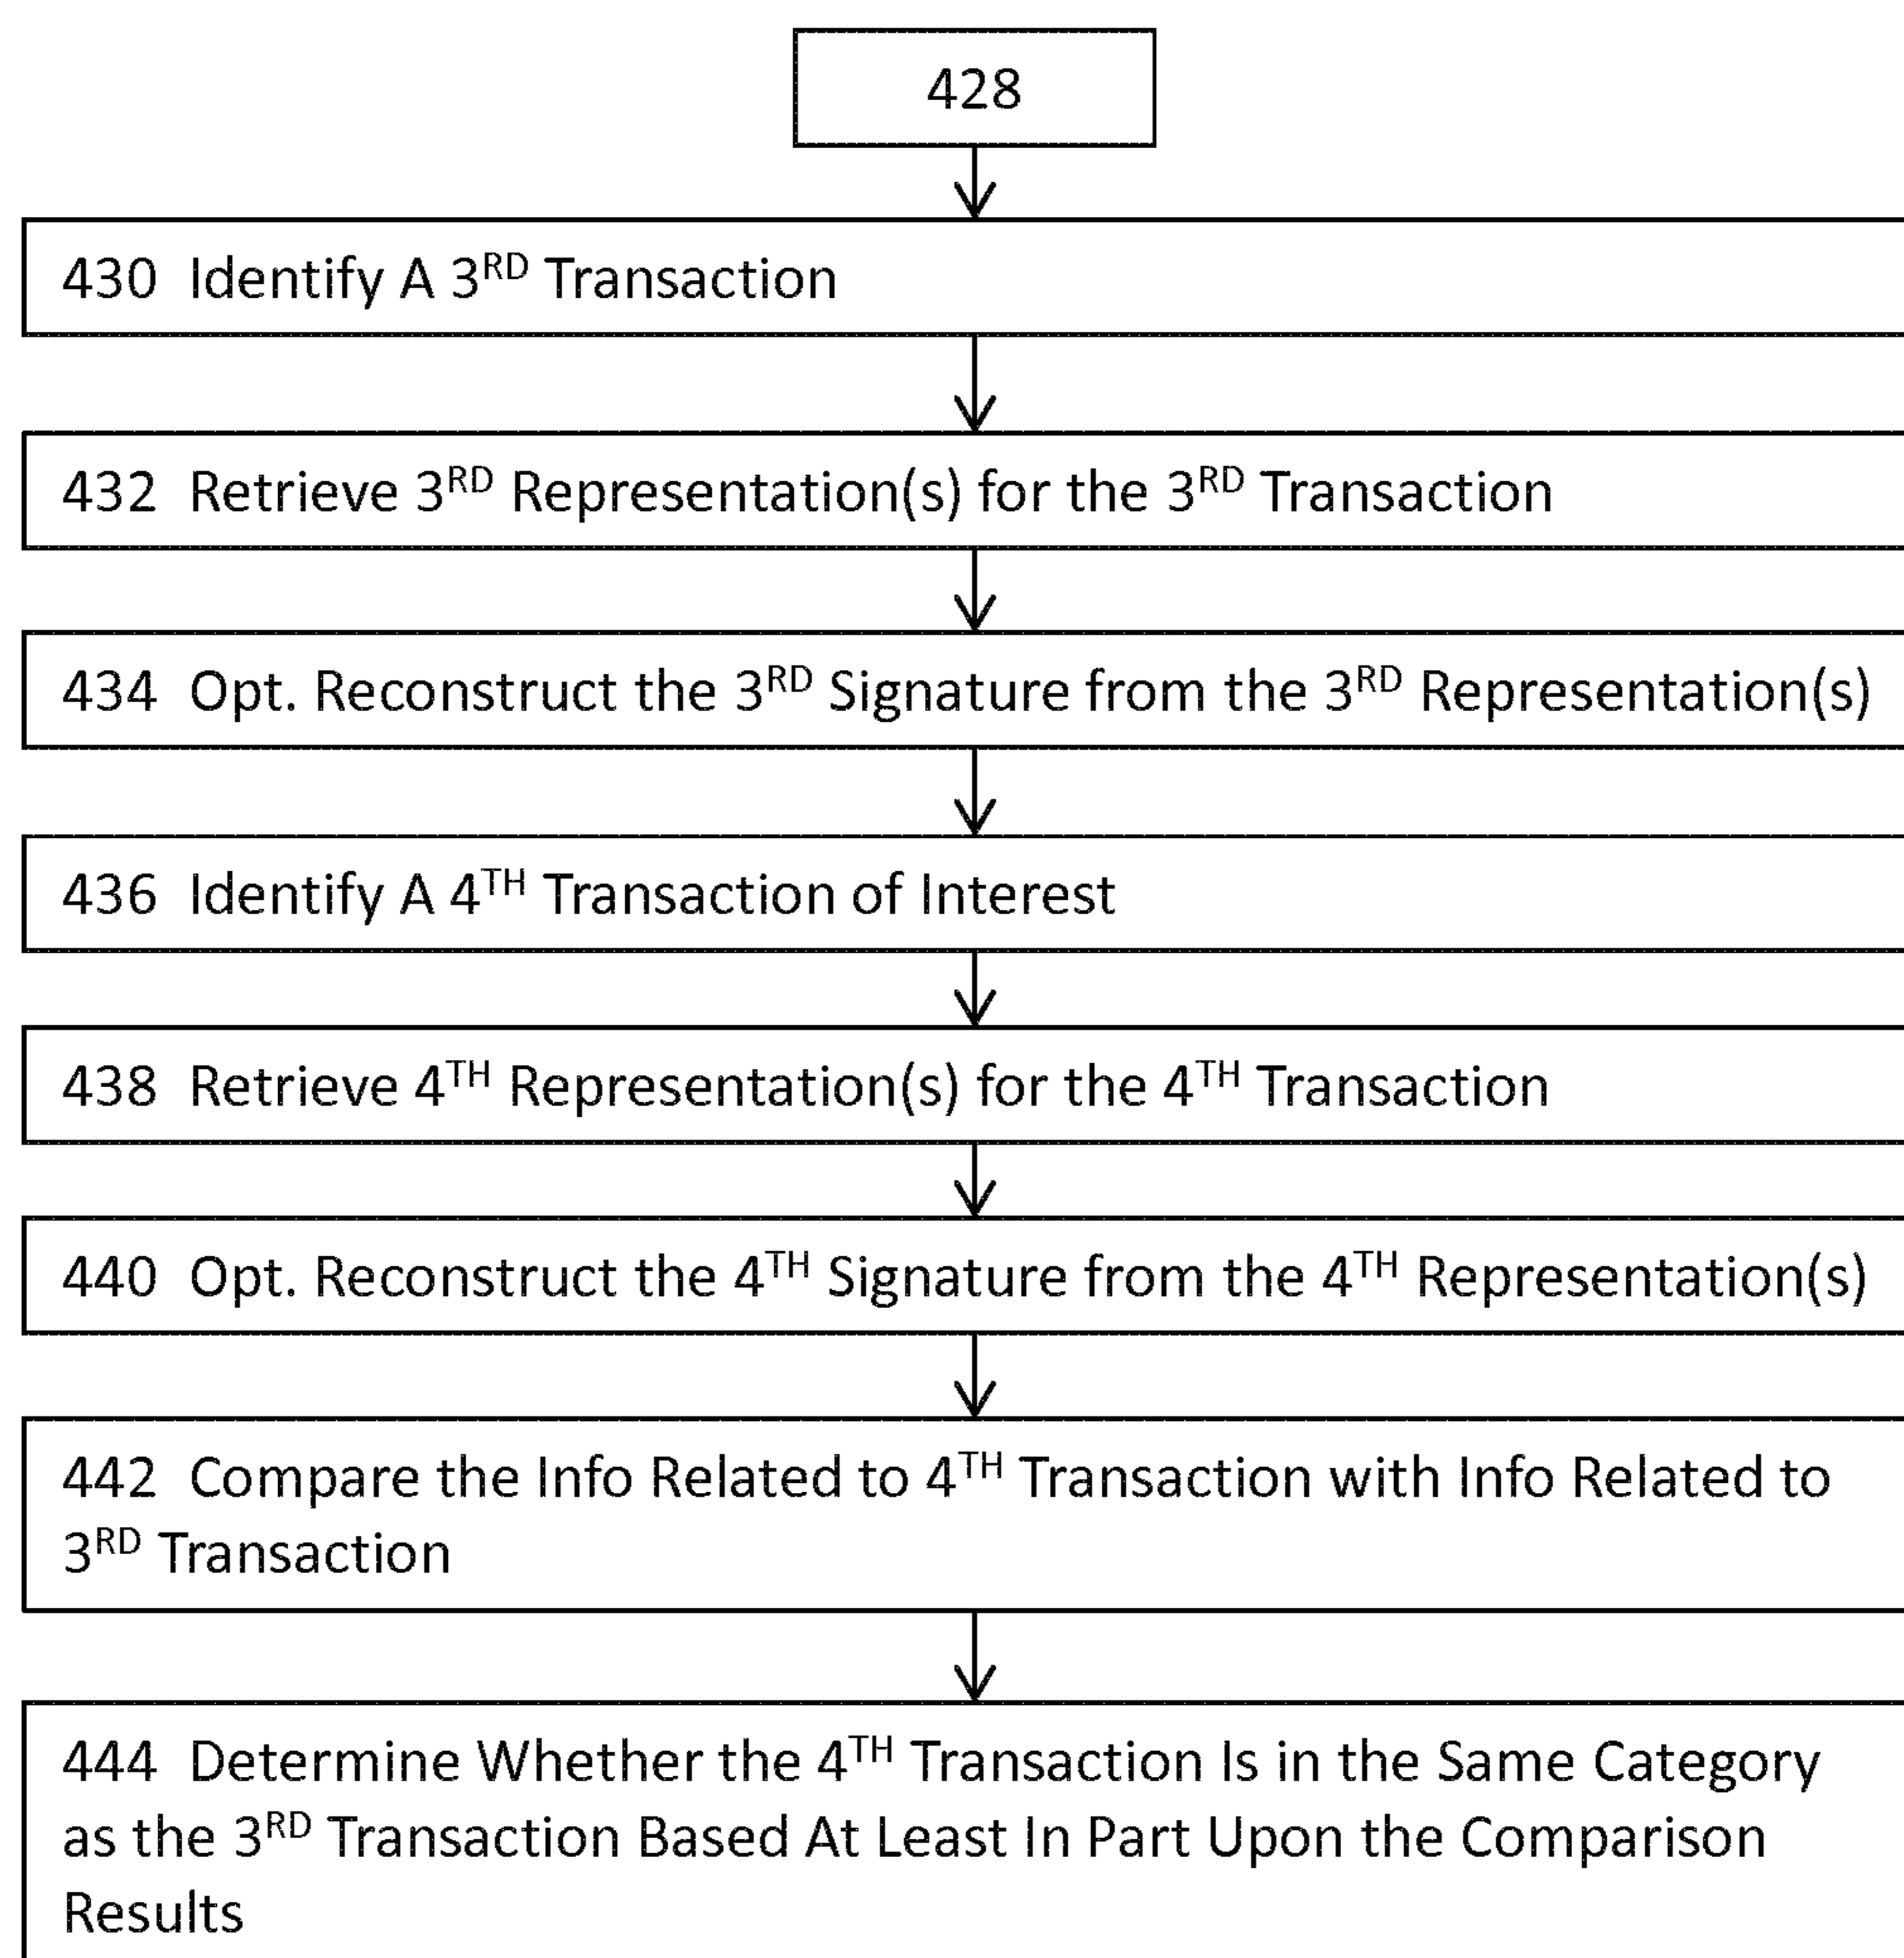 428
430 Identify A 3RD Transaction
432 Retrieve 3RD Representation(s) for the 3RD Transaction
434 Opt. Reconstruct the 3RD Signature from the 3RD Representation(s)
436 Identify A 4TH Transaction of Interest
438 Retrieve 4TH Representation(s) for the 4TH Transaction
440 Opt. Reconstruct the 4TH Signature from the 4TH Representation(s)
442 Compare the Info Related to 4TH Transaction with Info Related to
3RD Transaction
444 Determine Whether the 4TH Transaction Is in the Same Category
as the 3RD Transaction Based At Least In Part Upon the Comparison
Results